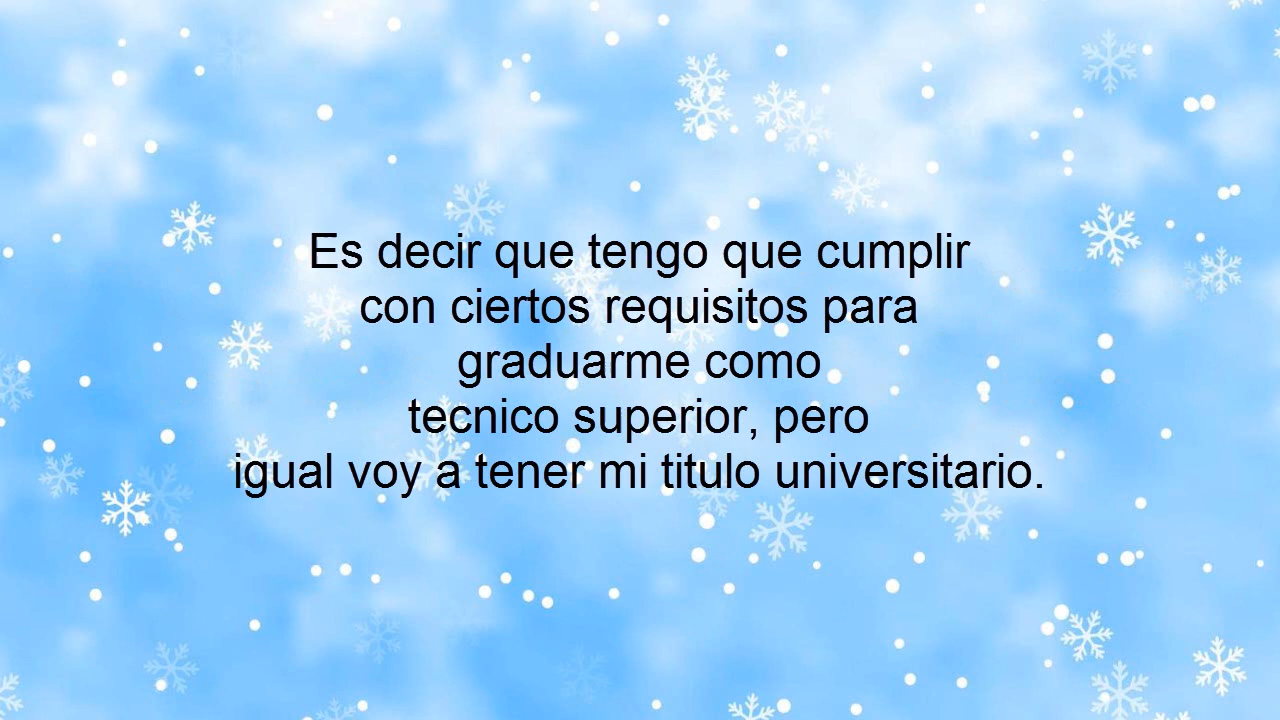 Es decir que tengo que cumplir
con ciertos requisitos para
graduarme como
tecnico superior, pero
igual voy a tener mi titulo universitario.